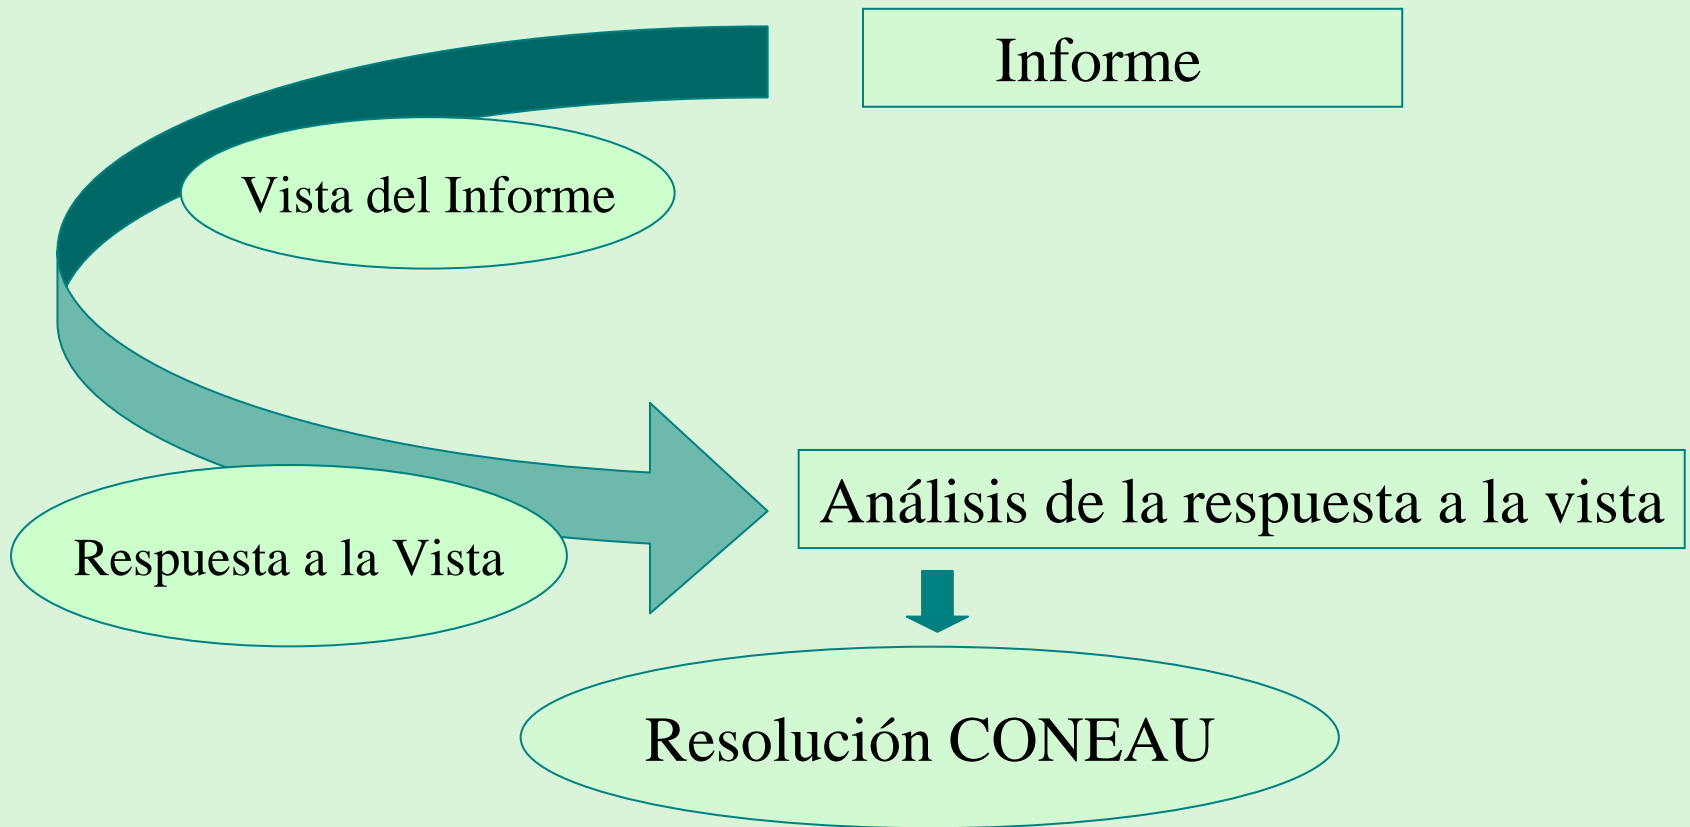 Informe
Vista del Informe
Análisis de la respuesta a la vista
Respuesta a la Vista
Resolución CONEAU